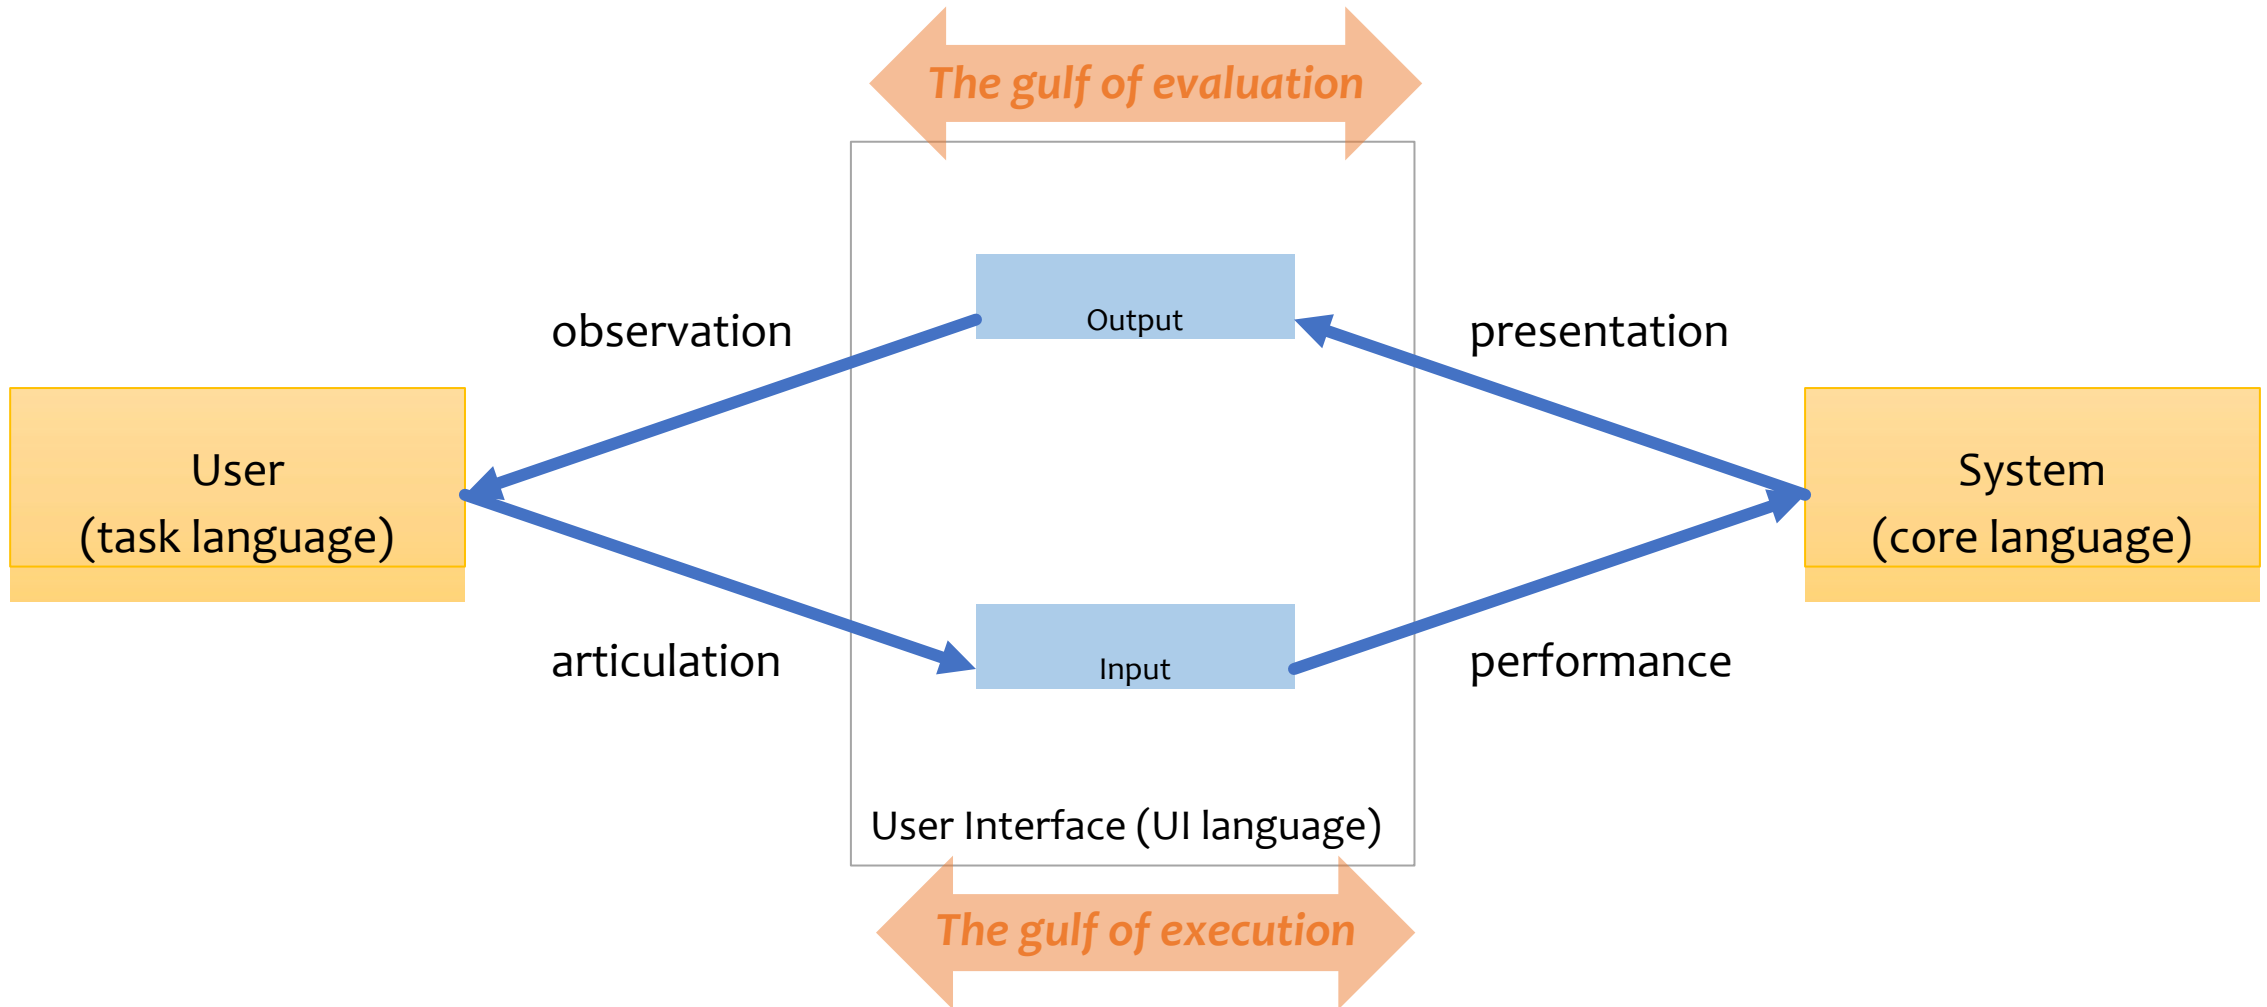 The gulf of evaluation
Output
observation
presentation
User
(task language)
System
(core language)
articulation
Input
performance
User Interface (UI language)
The gulf of execution